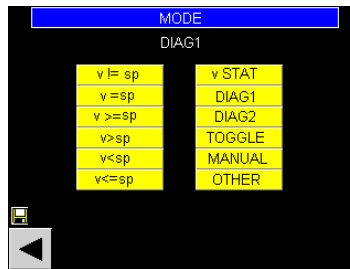 MODE
DIAG1
v != sp
v =sp
v >=sp
v>sp
v<sp
v<=sp
v STAT
DIAG1
DIAG2
TOGGLE
MANUAL
OTHER